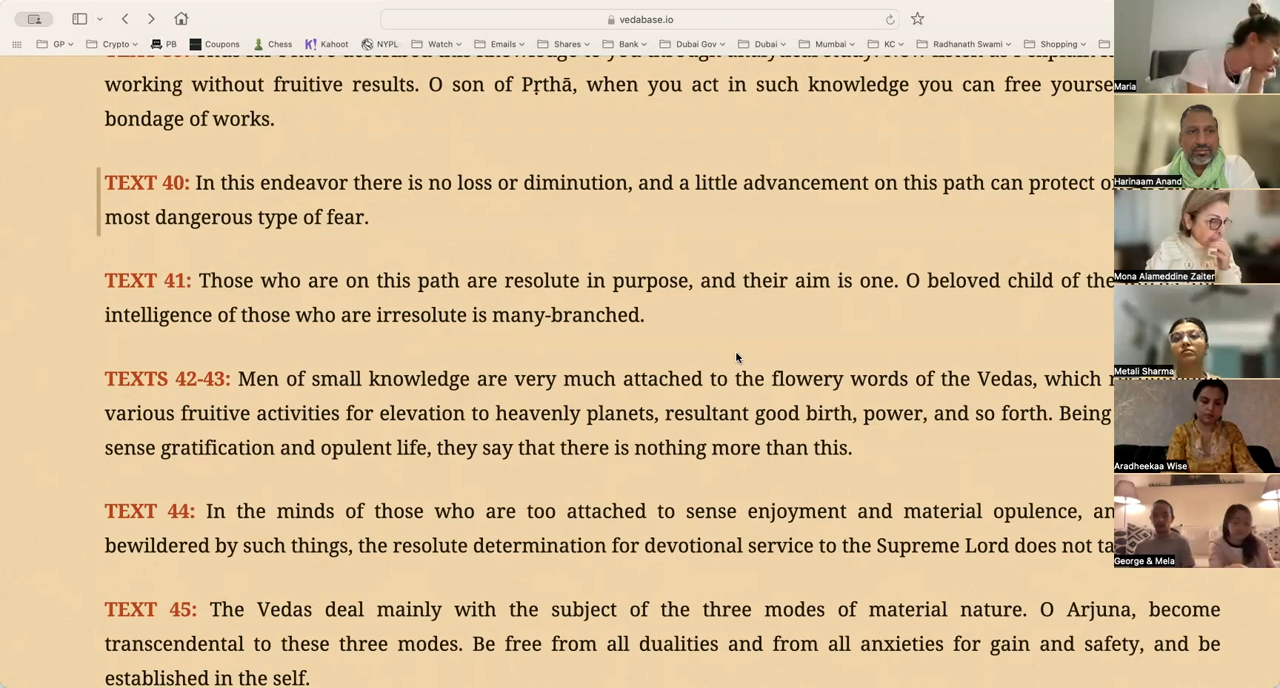 vedabase.io
GP
Crypto
PB
Coupons
Chess
K! Kahoot
NYPL
Watch
Emails
Shares
Bank
Dubai Gov
Dubai
Mumbai
KC
Radhanath Swami
Shopping
working without fruitive results. O son of Pṛthā, when you act in such knowledge you can free
bondage of works.
TEXT 40: In this endeavor there is no loss or diminution, and a little advancement on this path can protect
most dangerous type of fear.
TEXT 41: Those who are on this path are resolute in purpose, and their aim is one. O beloved child of the
intelligence of those who are irresolute is many-branched.
TEXTS 42-43: Men of small knowledge are very much attached to the flowery words of the Vedas, which
various fruitive activities for elevation to heavenly planets, resultant good birth, power, and so forth. Being
sense gratification and opulent life, they say that there is nothing more than this.
TEXT 44: In the minds of those who are too attached to sense enjoyment and material opulence,
bewildered by such things, the resolute determination for devotional service to the Supreme Lord does not
TEXT 45: The Vedas deal mainly with the subject of the three modes of material nature. O Arjuna, become
transcendental to these three modes. Be free from all dualities and from all anxieties for gain and safety, and be
established in the self.
Maria
Harinaam Anand
Mona Alameddine Zaiter
Metali Sharma
Aradheekaa Wise
George & Mela